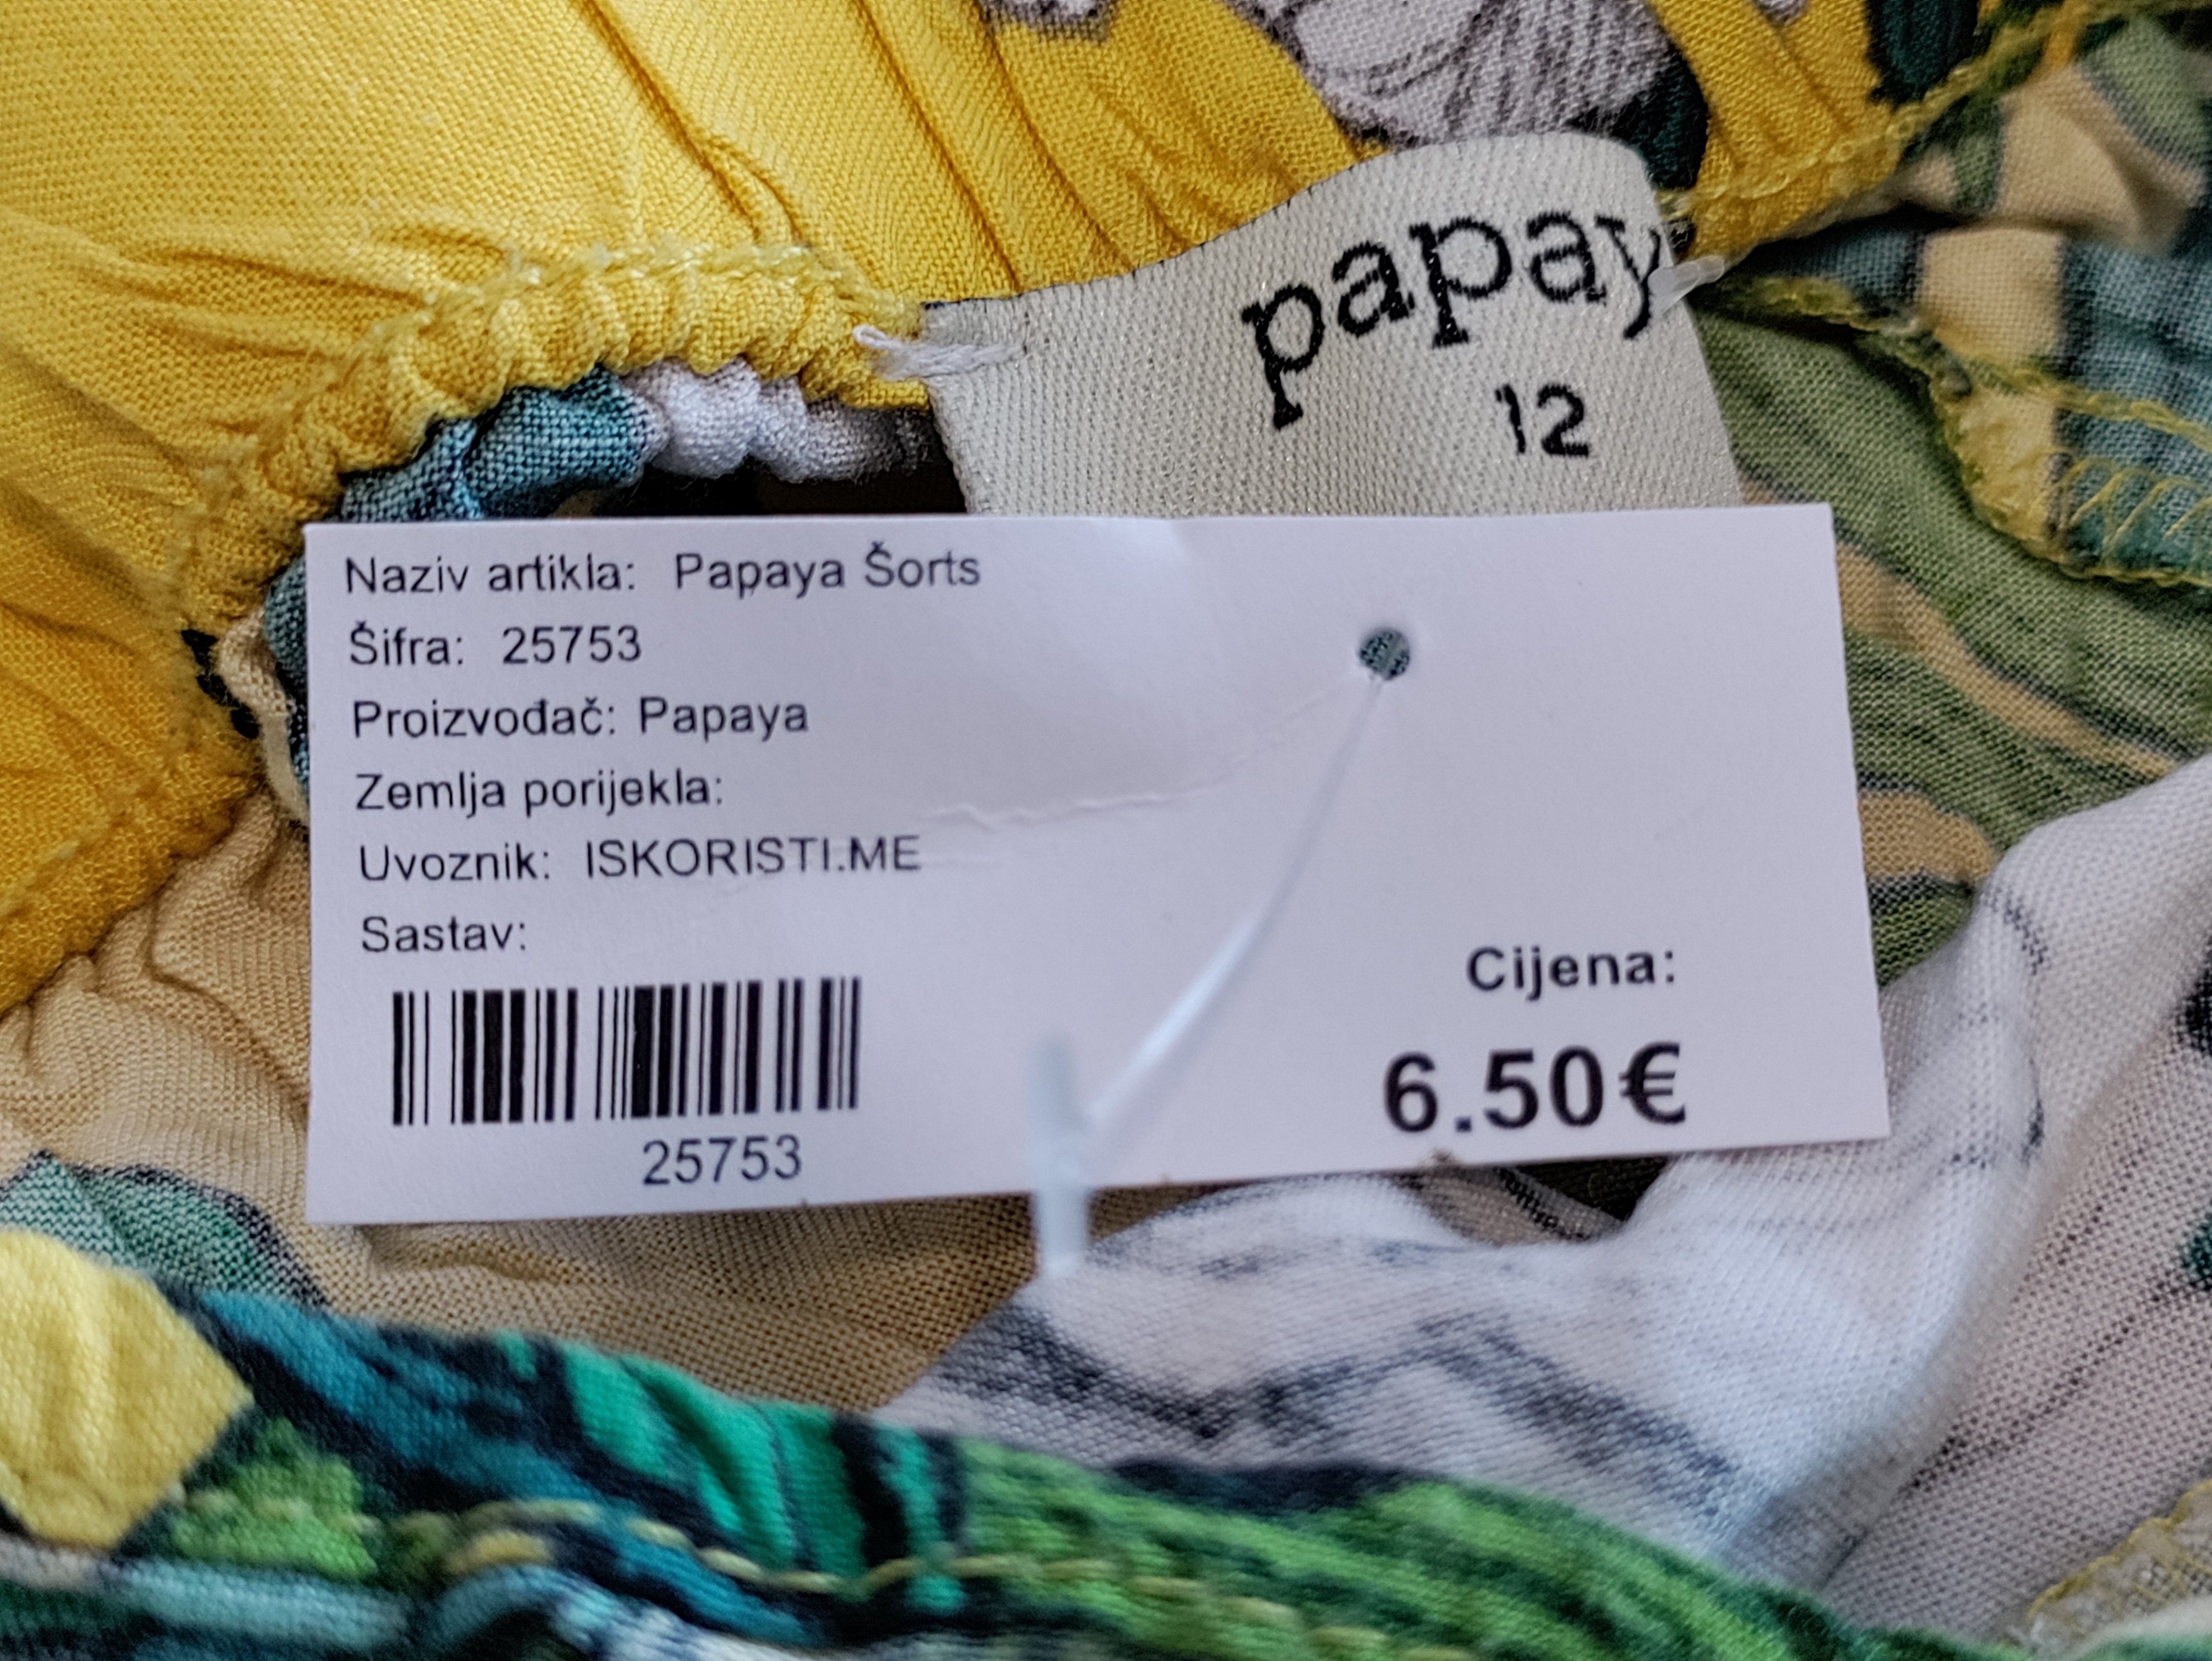 papay
12
Naziv artikla: Papaya Šorts
Šifra: 25753
Proizvođač: Papaya
Zemlja porijekla:
Uvoznik: ISKORISTI.ME
Sastav:
25753
Cijena:
6.50€